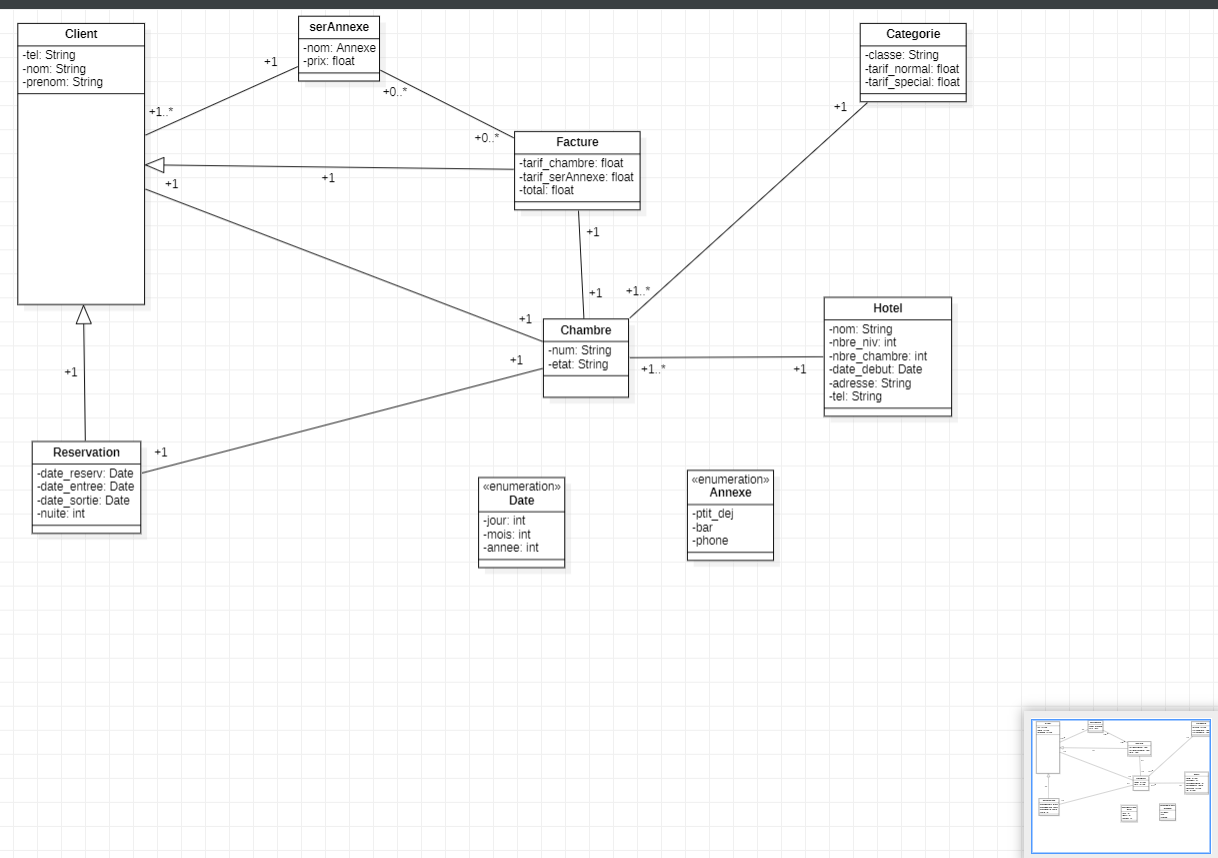 Client
-tel: String
-nom: String
-prenom: String
serAnnexe
-nom: Annexe
-prix: float
Categorie
-classe: String
-tarif_normal: float
-tarif_special: float
+1
+1..*
+0..*
+0..*
+1
Facture
-tarif_chambre: float
-tarif_serAnnexe: float
-total: float
+1
+1
+1
+1
+1..*
+1
Chambre
-num: String
-etat: String
Hotel
-nom: String
-nbre_niv: int
-nbre_chambre: int
-date_debut: Date
-adresse: String
-tel: String
+1
+1
+1..*
+1
Reservation
-date_reserv: Date
-date_entree: Date
-date_sortie: Date
-nuite: int
+1
«enumeration»
Date
-jour: int
-mois: int
-annee: int
«enumeration»
Annexe
-ptit_dej
-bar
-phone